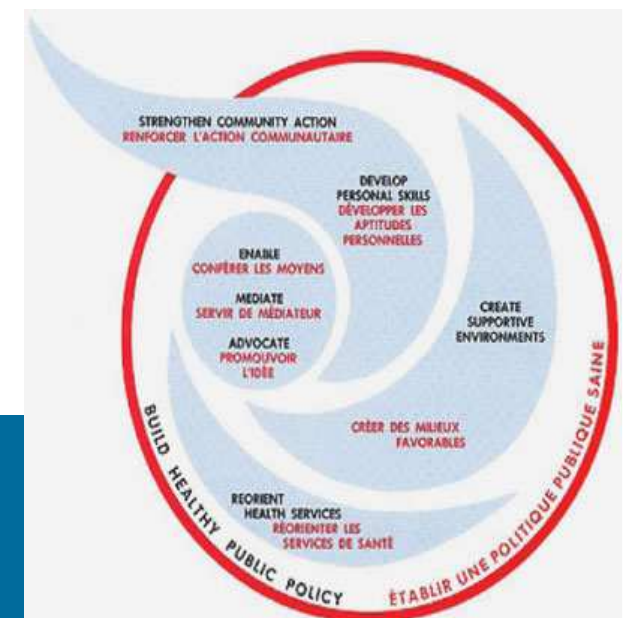 STRENGTHEN COMMUNITY ACTION
RENFORCER L'ACTION COMMUNAUTAIRE
DEVELOP
PERSONAL SKILLS
DÉVELOPPER LES
APTITUDES
PERSONNELLES
ENABLE
CONFÉRER LES MOYENS
MEDIATE
SERVIR DE MÉDIATEUR
ADVOCATE
PROMOUVOIR
L'IDÉE
CREATE
SUPPORTIVE
ENVIRONMENTS
CRÉER DES MILIEUX
FAVORABLES
REORIENT
HEALTH SERVICES
RÉORIENTER LES
SERVICES DE SANTÉ
BUILD HEALTHY PUBLIC POLICY
ÉTABLIR UNE POLITIQUE PUBLIQUE SAINE